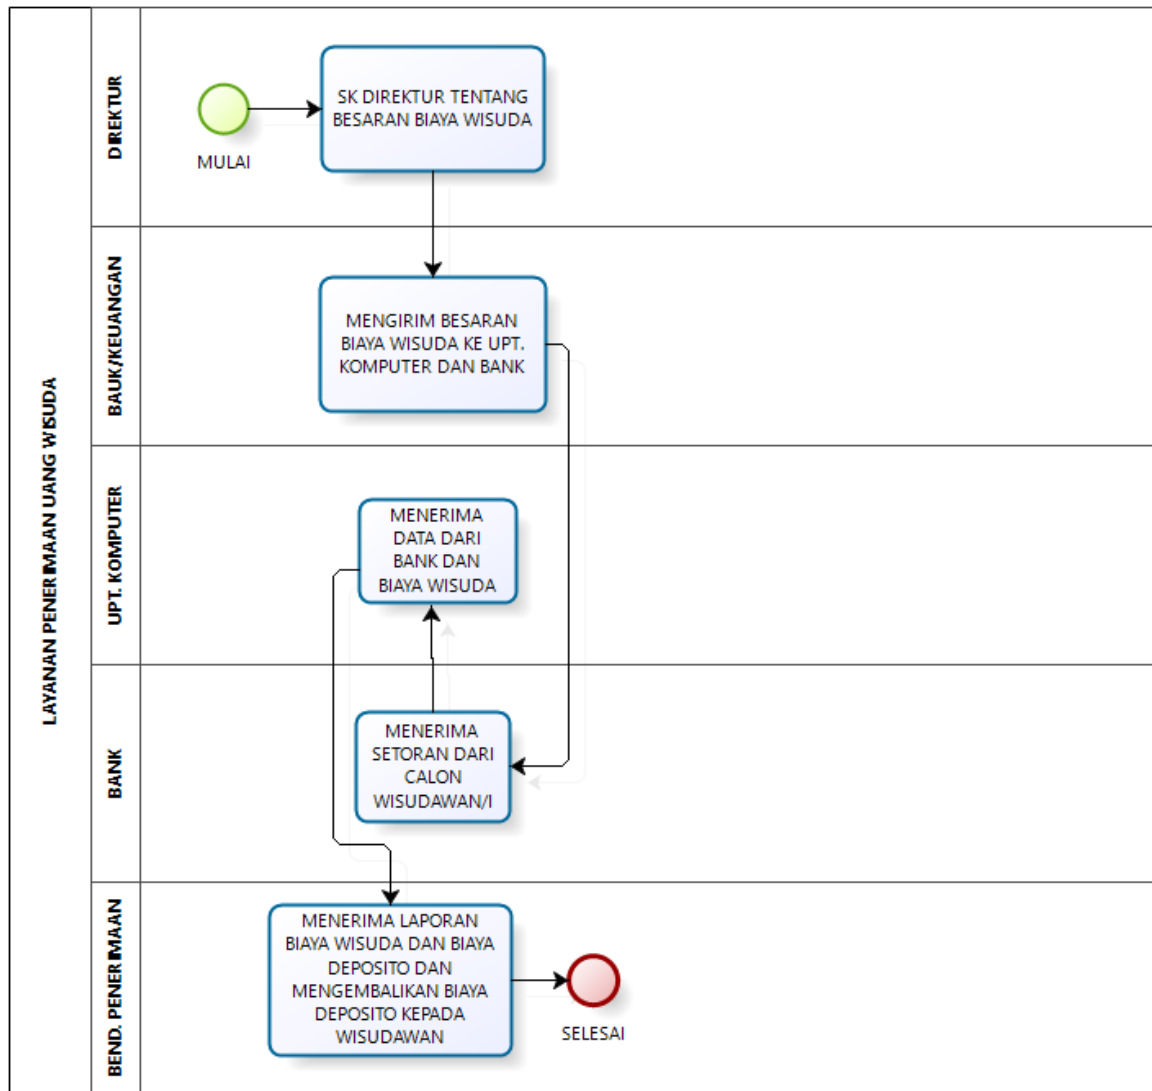 LAYANAN PENERIMAAN UANG WISUDA
DIREKTUR
MULAI
SK DIREKTUR TENTANG
BESARAN BIAYA WISUDA
BAUK/KEUANGAN
MENGIRIM BESARAN
BIAYA WISUDA KE UPT.
KOMPUTER DAN BANK
UPT. KOMPUTER
MENERIMA
DATA DARI
BANK DAN
BIAYA WISUDA
BANK
MENERIMA
SETORAN DARI
CALON
WISUDAWAN/I
BEND. PENERIMAAN
MENERIMA LAPORAN
BIAYA WISUDA DAN BIAYA
DEPOSITO DAN
MENGEMBALIKAN BIAYA
DEPOSITO KEPADA
WISUDAWAN
SELESAI